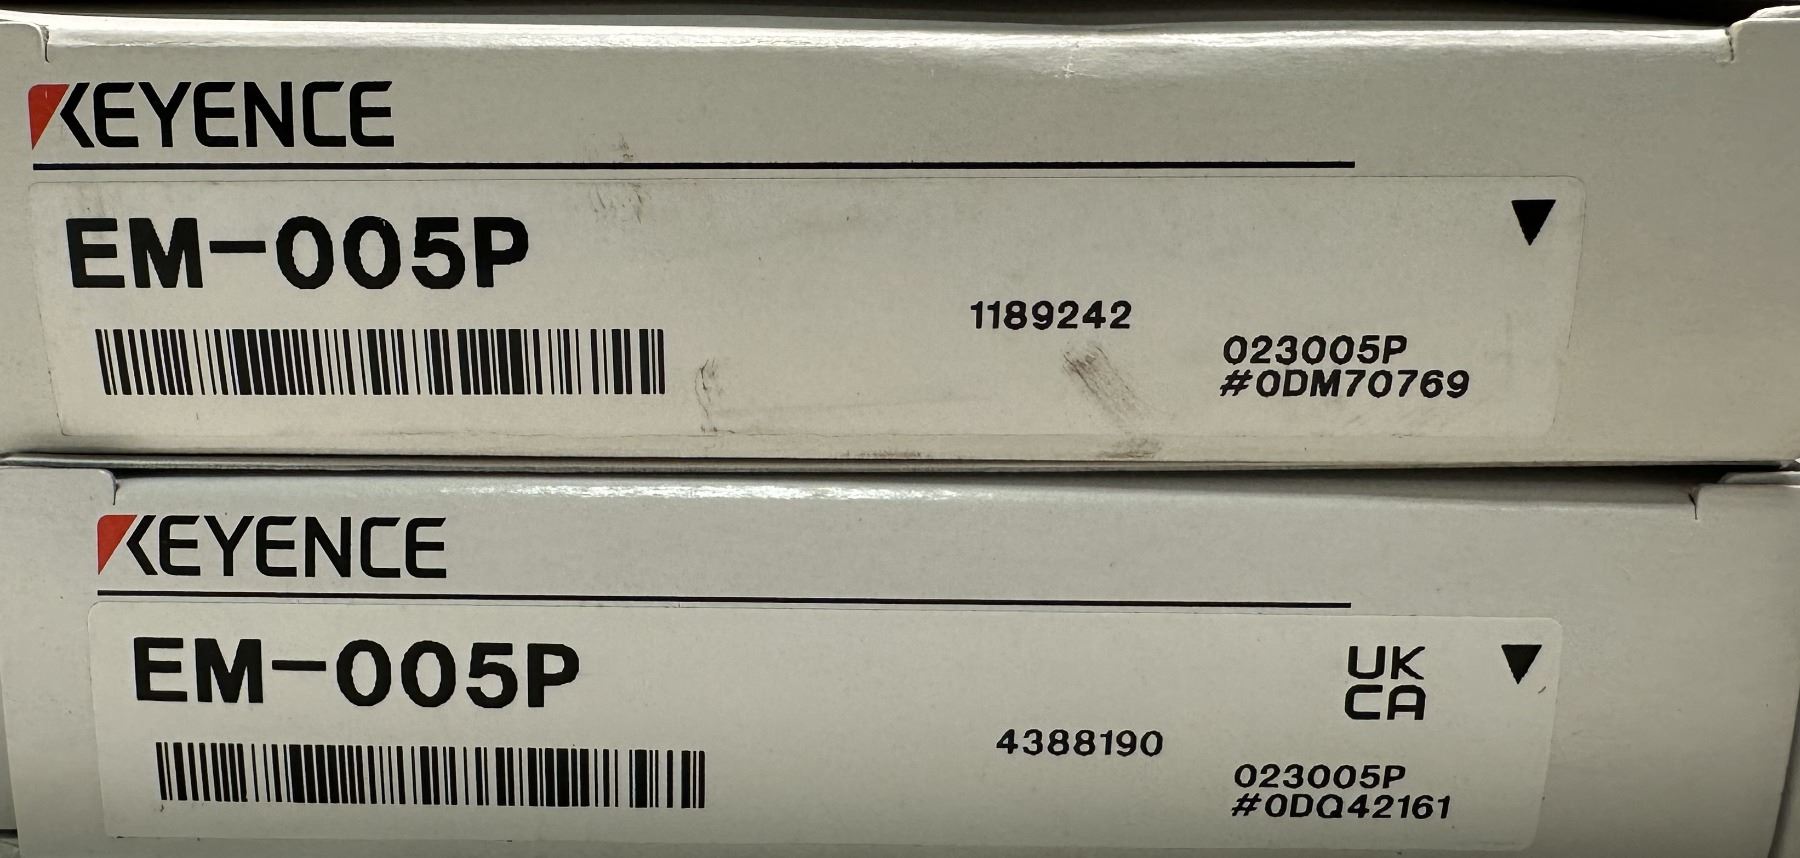 KEYENCE
EM-005P
1189242
023005P
#0DM70769
KEYENCE
EM-005P
UK
CA
4388190
023005P
#0DQ42161